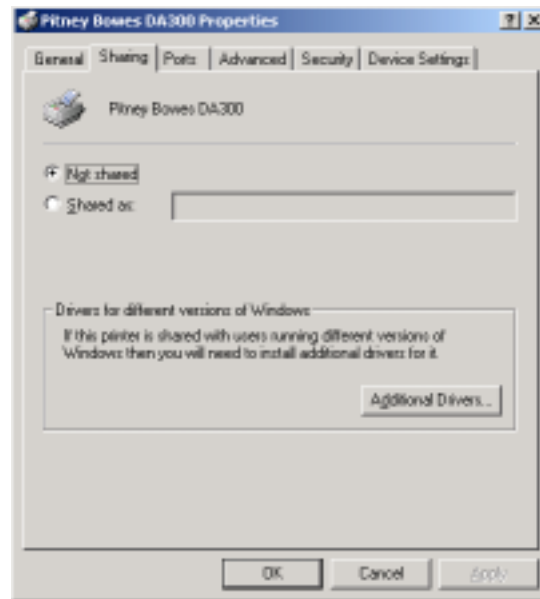 Pitney Bowes DA300 Properties
General Sharing Ports Advanced Security Device Settings
Pitney Bowes DA300
Not shared
Shared as:
Drivers for different versions of Windows
If this printer is shared with users running different versions of
Windows then you will need to install additional drivers for it.
Additional Drivers...
OK Cancel Apply